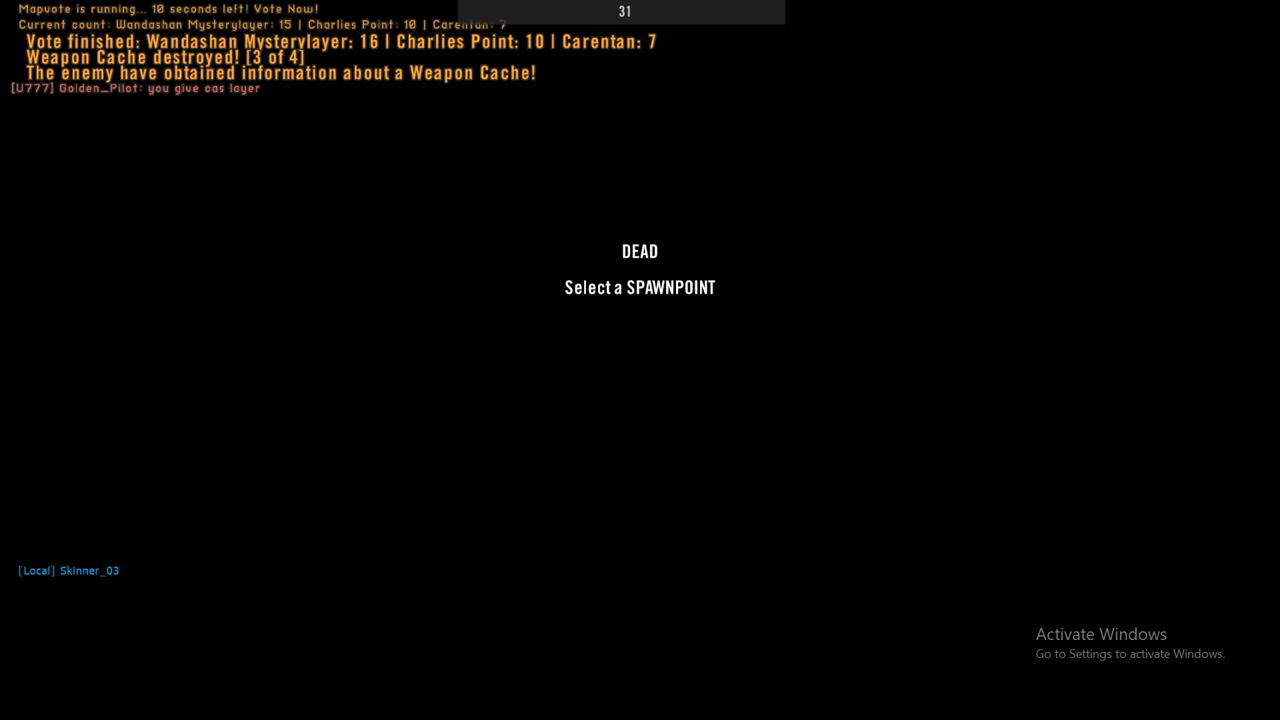 Mapvote is running... 10 seconds left! Vote Now!
31
Current count: Wandashan Mysterylayer: 15 | Charlies Point: 10 | Carentan: 7
Vote finished: Wandashan Mysterylayer: 16 | Charlies Point: 10 | Carentan: 7
Weapon Cache destroyed! [3 of 4]
The enemy have obtained information about a Weapon Cache!
[U777] Golden_Pilot: you give cas layer
DEAD
Select a SPAWNPOINT
[Local] Skinner_03
Activate Windows
Go to Settings to activate Windows.